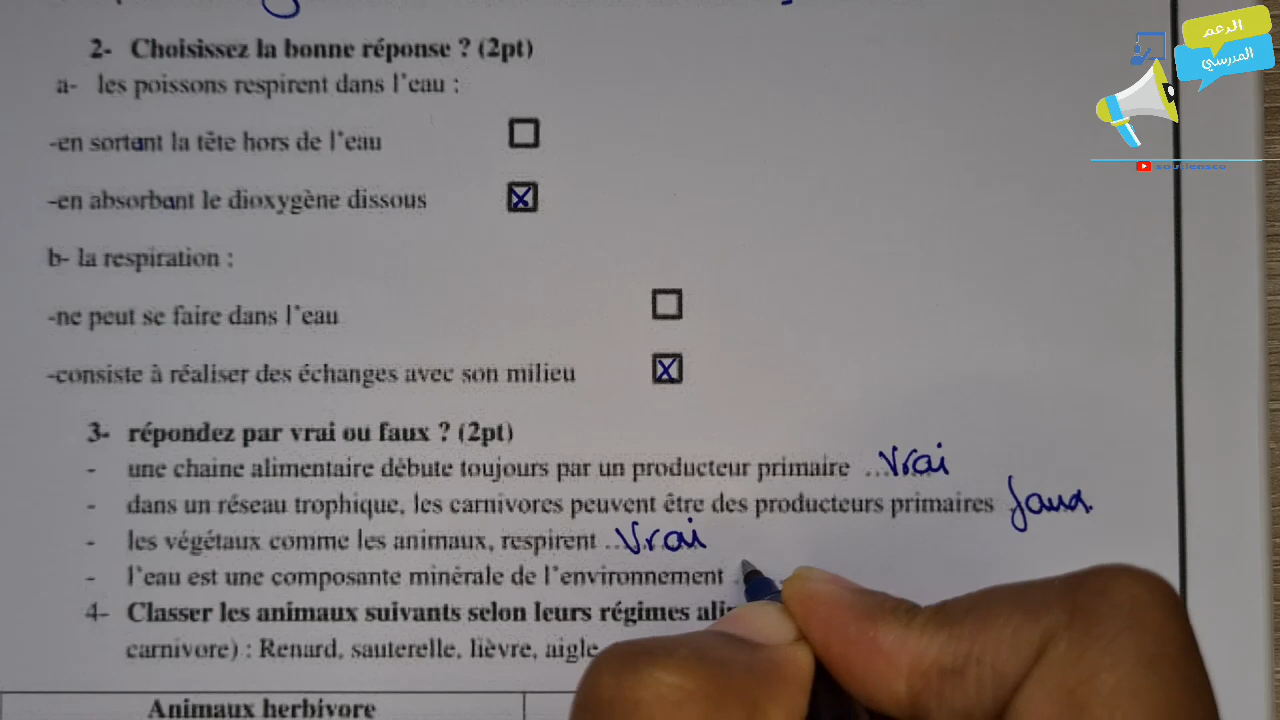 الدعم
المدرسي
soutiensco
2- Choisissez la bonne réponse ? (2pt)
a- les poissons respirent dans l'eau :
-en sortant la tête hors de l'eau
-en absorbant le dioxygène dissous
b- la respiration :
-ne peut se faire dans l'eau
-consiste à réaliser des échanges avec son milieu
3- répondez par vrai ou faux ? (2pt)
- une chaine alimentaire débute toujours par un producteur primaire ..vrai
- dans un réseau trophique, les carnivores peuvent être des producteurs primaires faux.
- les végétaux comme les animaux, respirent ..vrai
- l'eau est une composante minérale de l'environnement
4- Classer les animaux suivants selon leurs régimes
carnivore) : Renard, sauterelle, lièvre, aigle
Animaux herbivore